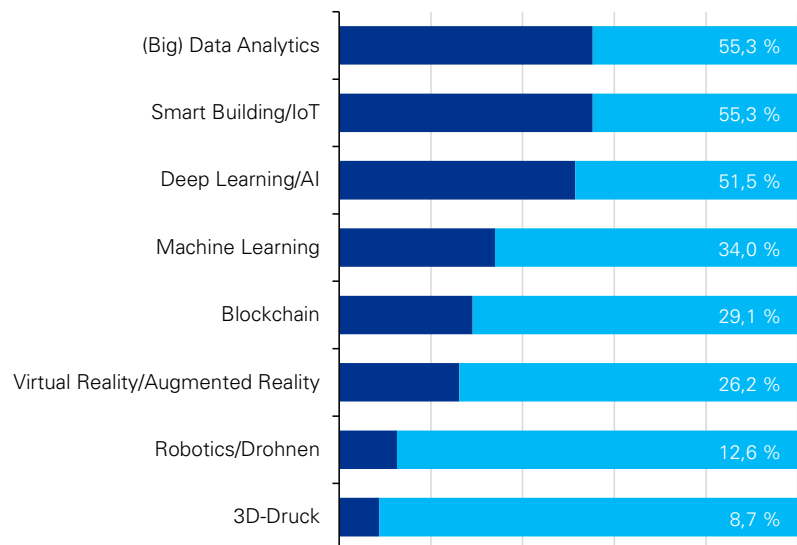 (Big) Data Analytics 55,3 %
Smart Building/IoT 55,3 %
Deep Learning/AI 51,5 %
Machine Learning 34,0 %
Blockchain 29,1 %
Virtual Reality/Augmented Reality 26,2 %
Robotics/Drohnen 12,6 %
3D-Druck 8,7 %